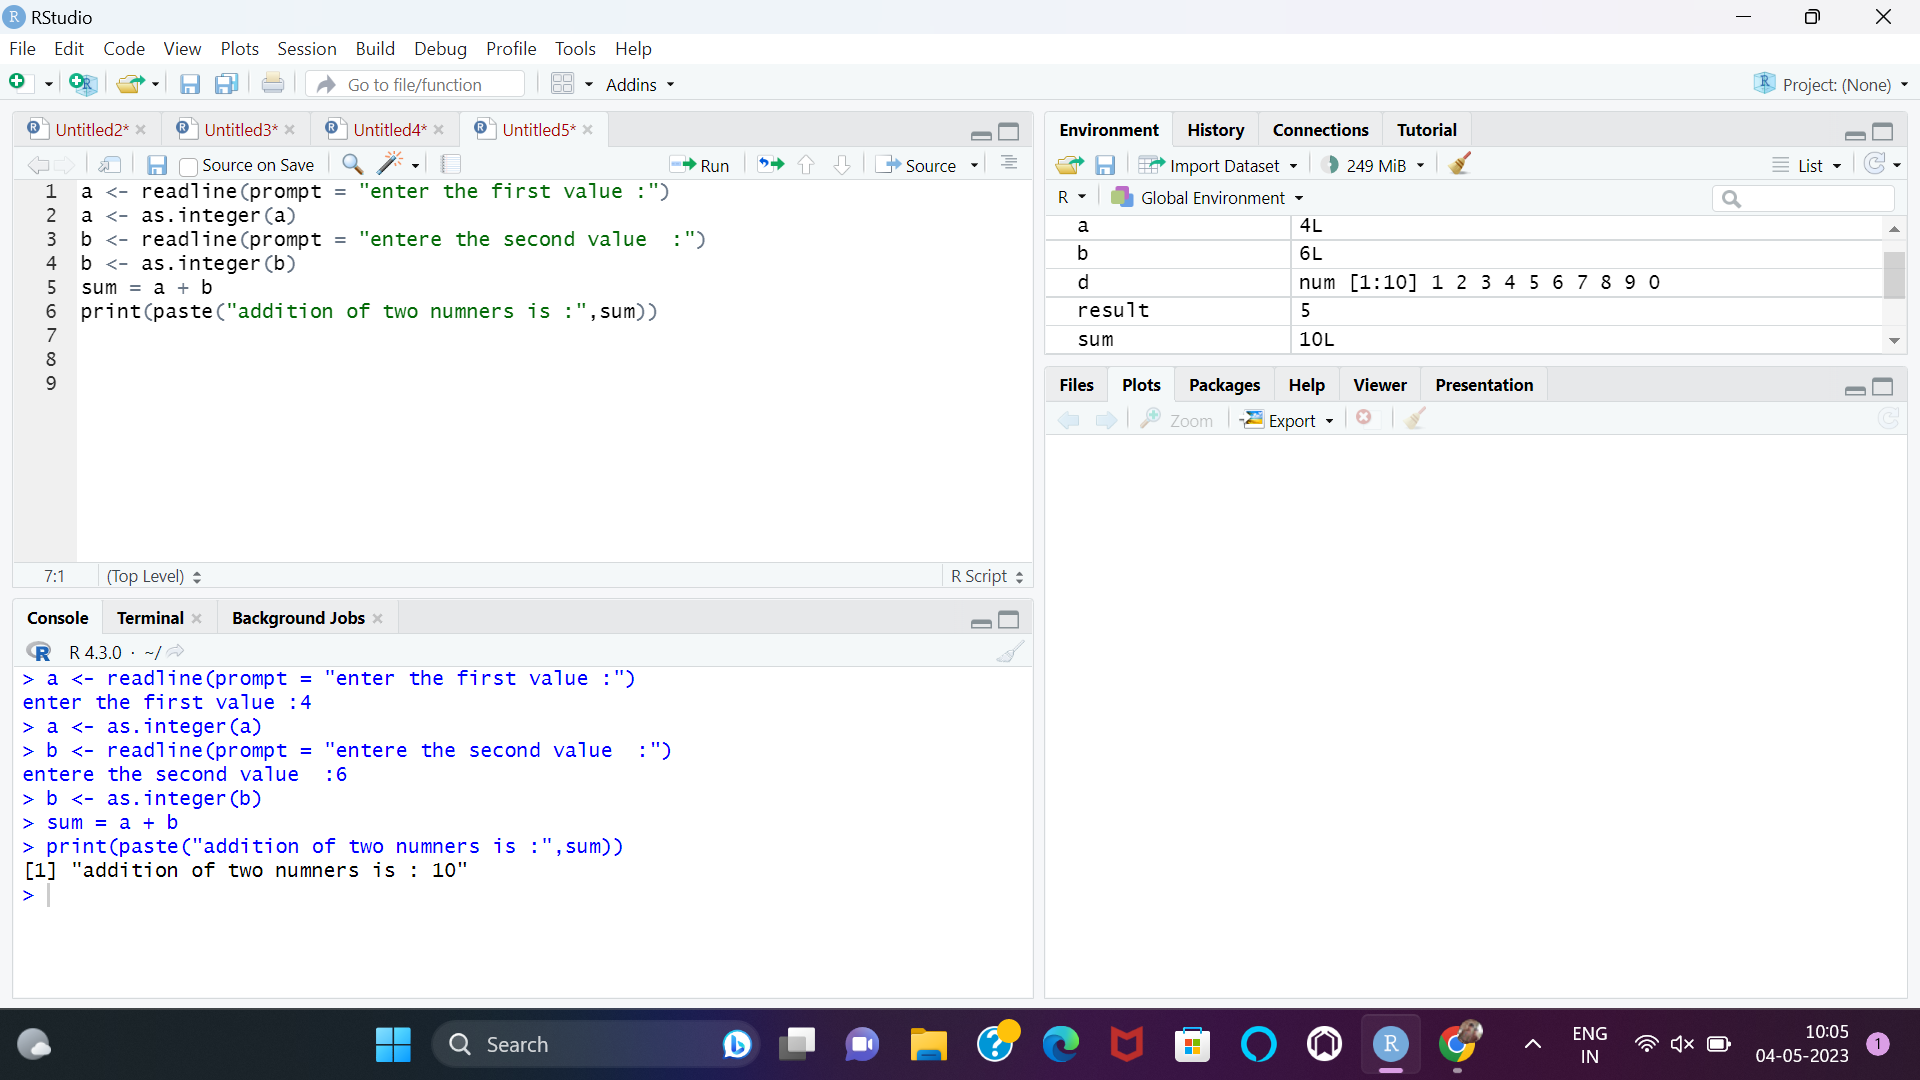 RStudio
File Edit Code View Plots Session Build Debug Profile Tools Help
Go to file/function Addins Project: (None)
Untitled2* Untitled3* Untitled4* Untitled5*
Source on Save Run Source
1 a <- readline(prompt = "enter the first value :")
2 a <- as.integer(a)
3 b <- readline(prompt = "entere the second value  :")
4 b <- as.integer(b)
5 sum = a + b
6 print(paste("addition of two numners is :",sum))
7
8
9
7:1 (Top Level) R Script
Console Terminal Background Jobs
R 4.3.0 · ~/
> a <- readline(prompt = "enter the first value :")
enter the first value :4
> a <- as.integer(a)
> b <- readline(prompt = "entere the second value  :")
entere the second value  :6
> b <- as.integer(b)
> sum = a + b
> print(paste("addition of two numners is :",sum))
[1] "addition of two numners is : 10"
>
Environment History Connections Tutorial
Import Dataset 249 MiB List
R Global Environment
a 4L
b 6L
d num [1:10] 1 2 3 4 5 6 7 8 9 0
result 5
sum 10L
Files Plots Packages Help Viewer Presentation
Zoom Export
Search
ENG
IN
10:05
04-05-2023
1